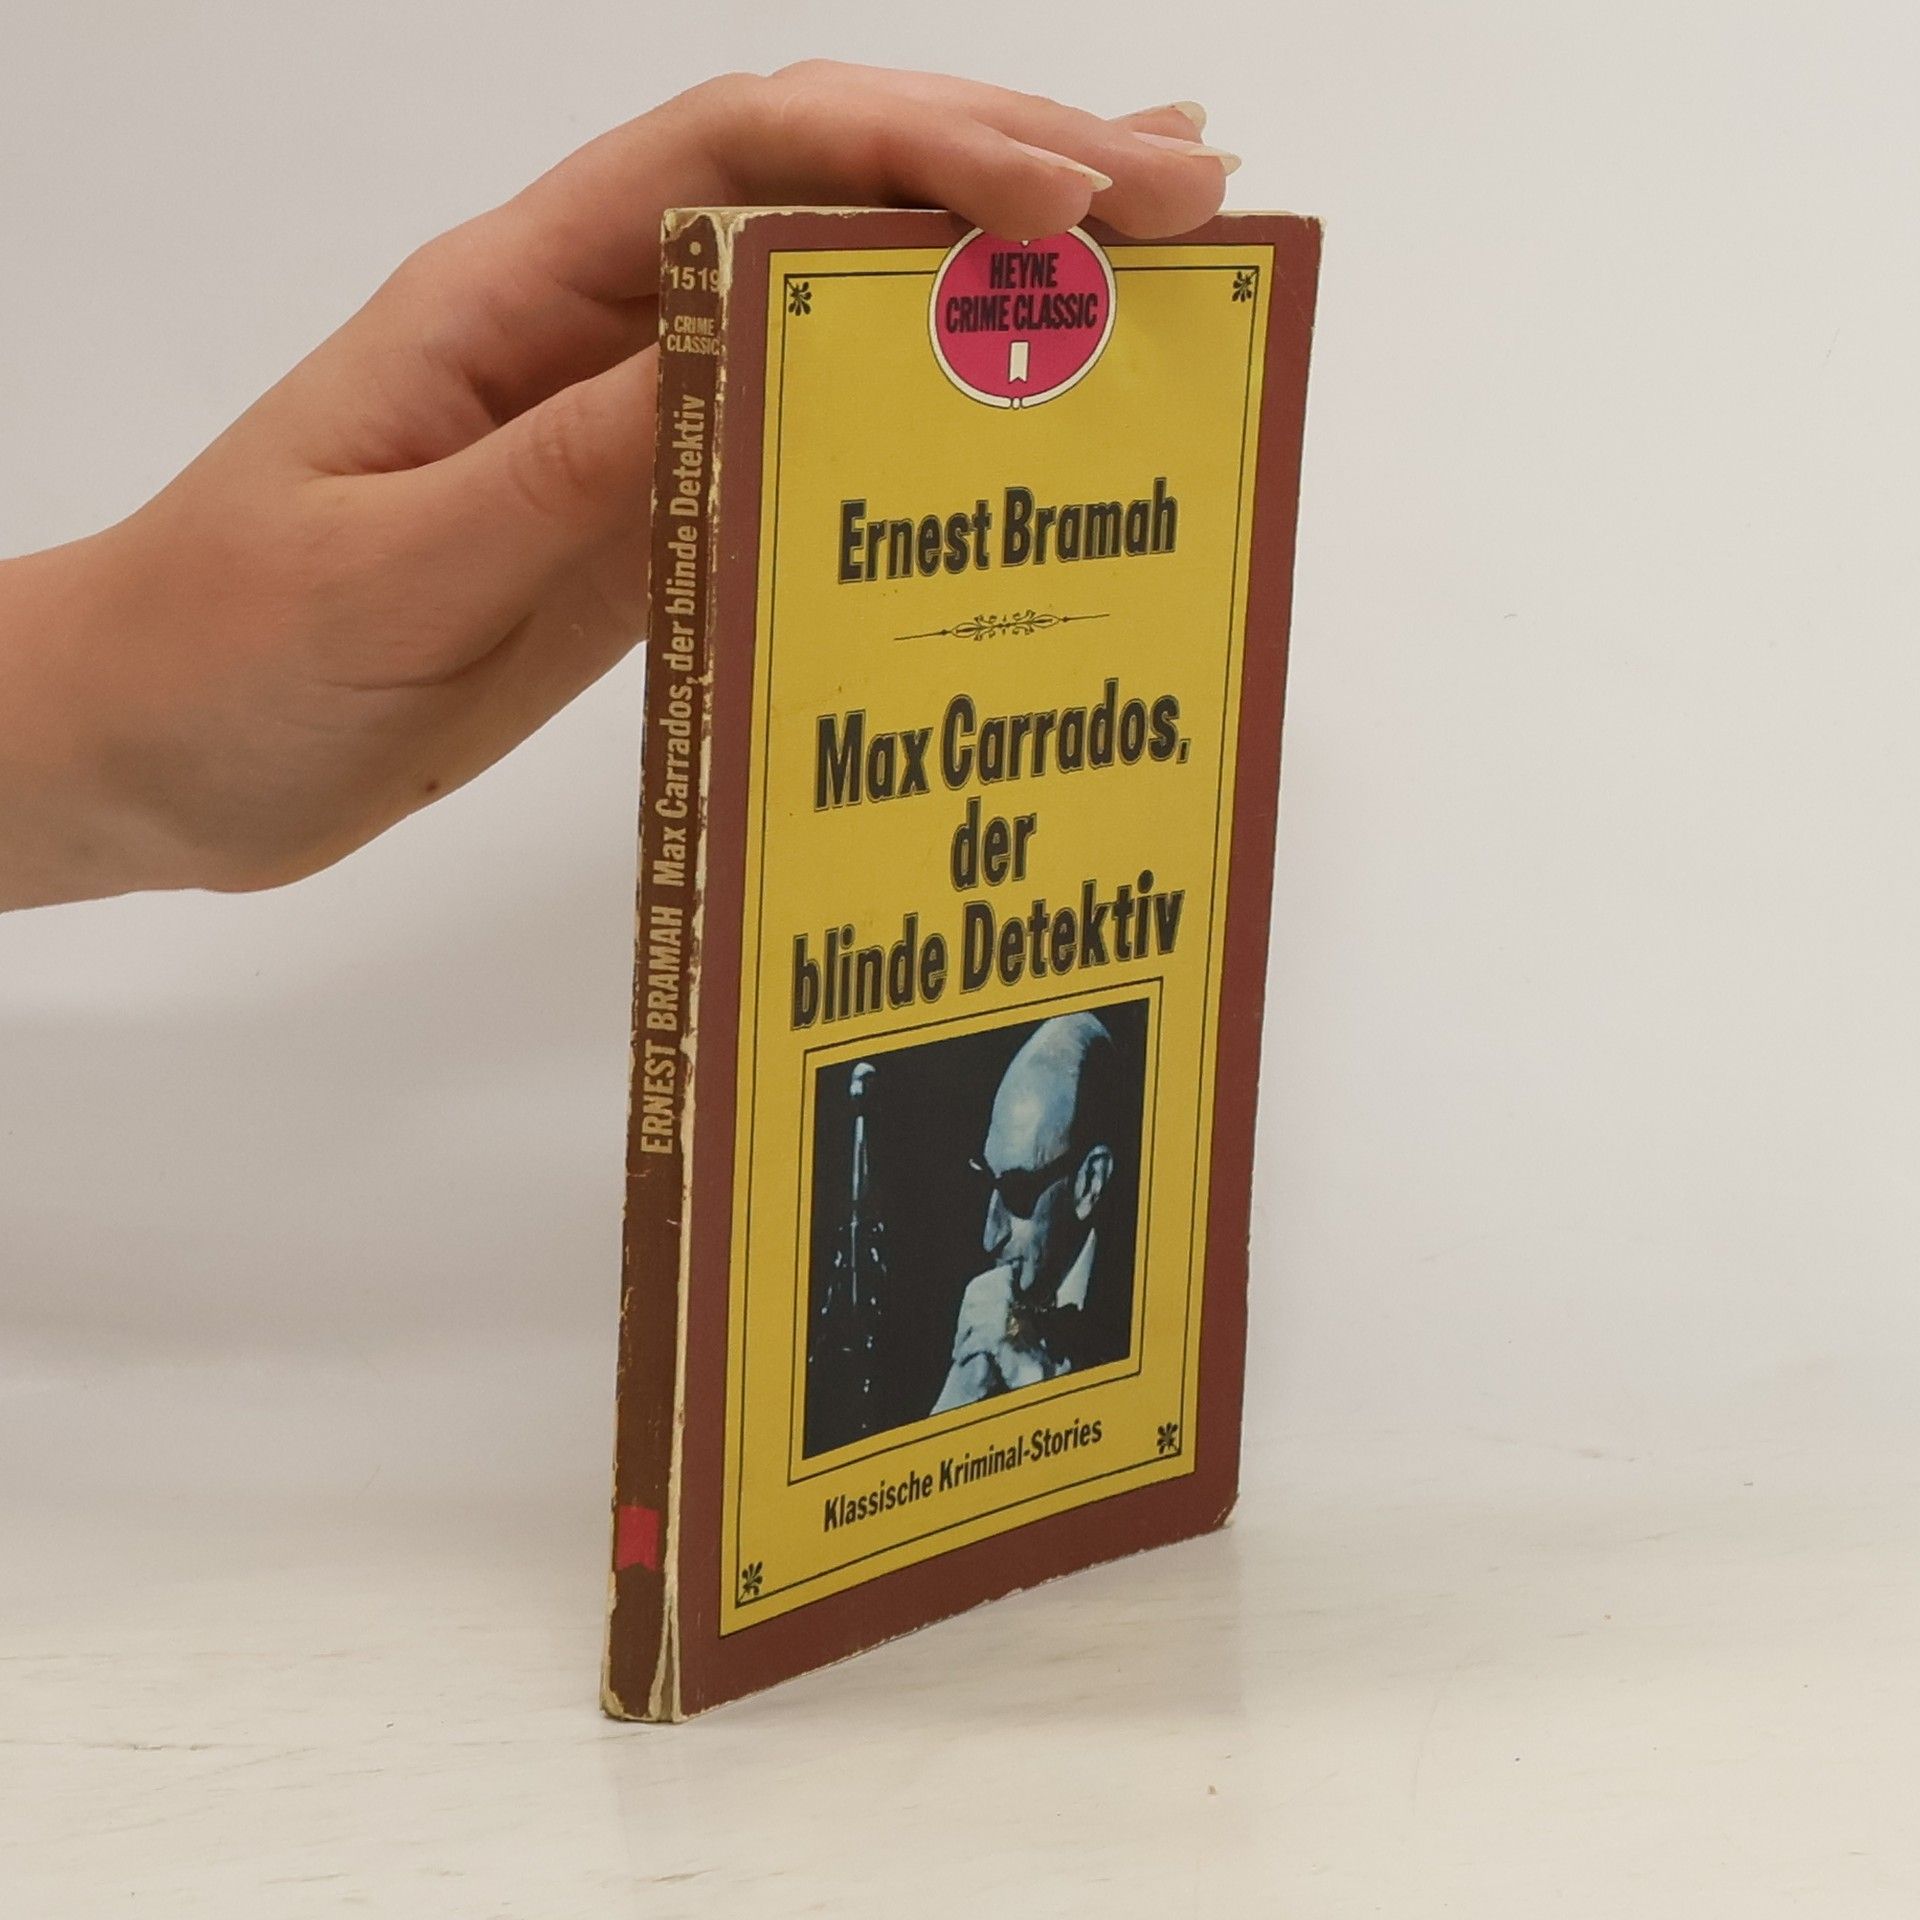 1519
CRIME
CLASSIC
ERNEST BRAMAH Max Carrados, der blinde Detektiv
HEYNE
CRIME CLASSIC
Ernest Bramah
Max Carrados,
der
blinde Detektiv
Klassische Kriminal-Stories